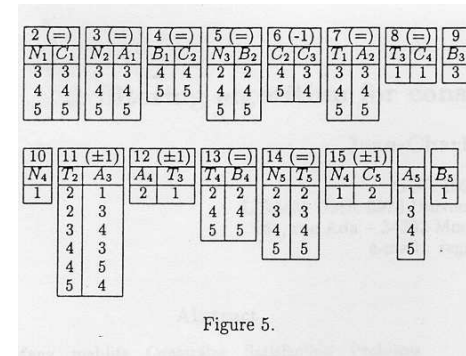 2 (=) 3 (=) 4 (=) 5 (=) 6 (-1) 7 (=) 8 (=) 9
N₁ C₁ N₂ A₁ B₁ C₂ N₃ B₂ C₂ C₃ T₁ A₂ T₃ C₄ B₃
3 3 3 3 4 4 2 2 4 3 3 3 1 1 3
4 4 4 4 5 5 4 4 5 4 4 4
5 5 5 5 5 5 5 5
10 11 (±1) 12 (±1) 13 (=) 14 (=) 15 (±1)
N₄ T₂ A₃ A₄ T₃ T₄ B₄ N₅ T₅ N₄ C₅ A₅ B₅
1 2 1 2 1 2 2 2 2 1 2 1 1
2 3 4 4 3 3 3
3 4 5 5 4 4 4
4 3 5 5 5
4 5
5 4
Figure 5.